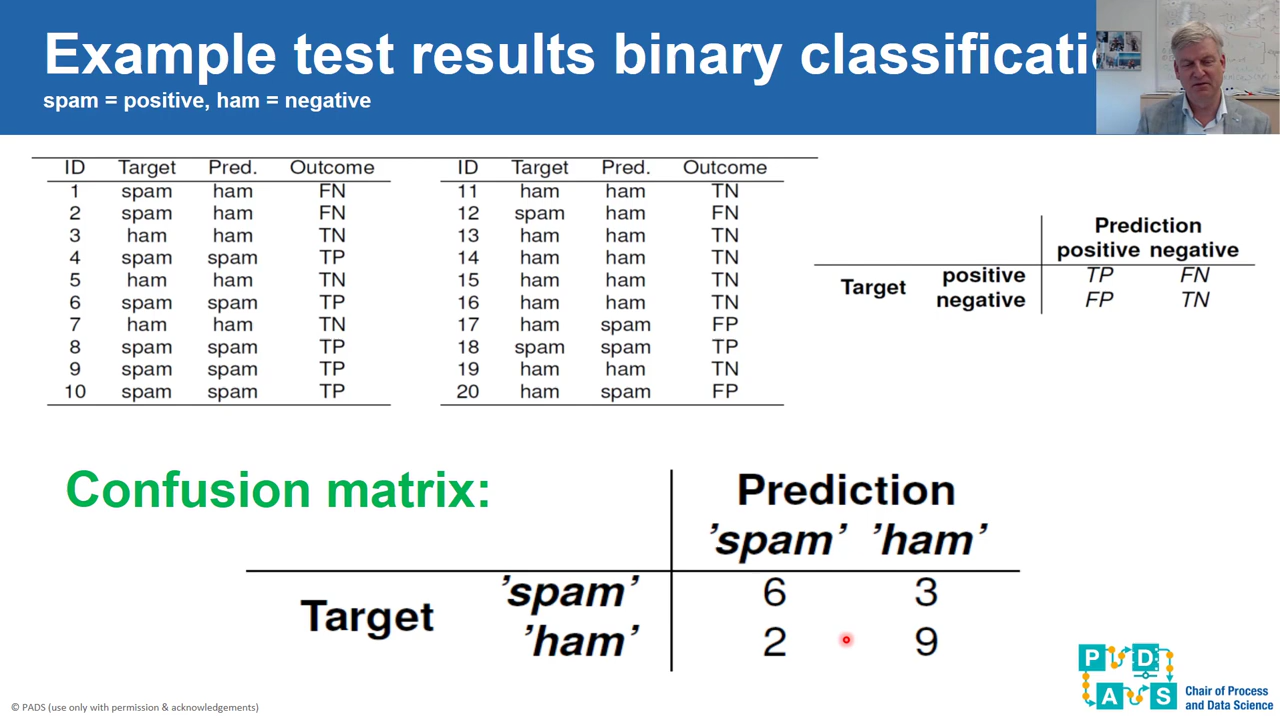 Example test results binary classificati
spam = positive, ham = negative
ID Target Pred. Outcome
1 spam ham FN
2 spam ham FN
3 ham ham TN
4 spam spam TP
5 ham ham TN
6 spam spam TP
7 ham ham TN
8 spam spam TP
9 spam spam TP
10 spam spam TP
ID Target Pred. Outcome
11 ham ham TN
12 spam ham FN
13 ham ham TN
14 ham ham TN
15 ham ham TN
16 ham ham TN
17 ham spam FP
18 spam spam TP
19 ham ham TN
20 ham spam FP
Prediction
positive negative
Target positive TP FN
negative FP TN
Confusion matrix:
Prediction
’spam’ ’ham’
Target ’spam’ 6 3
’ham’ 2 9
P D
A S
Chair of Process
and Data Science
© PADS (use only with permission & acknowledgements)